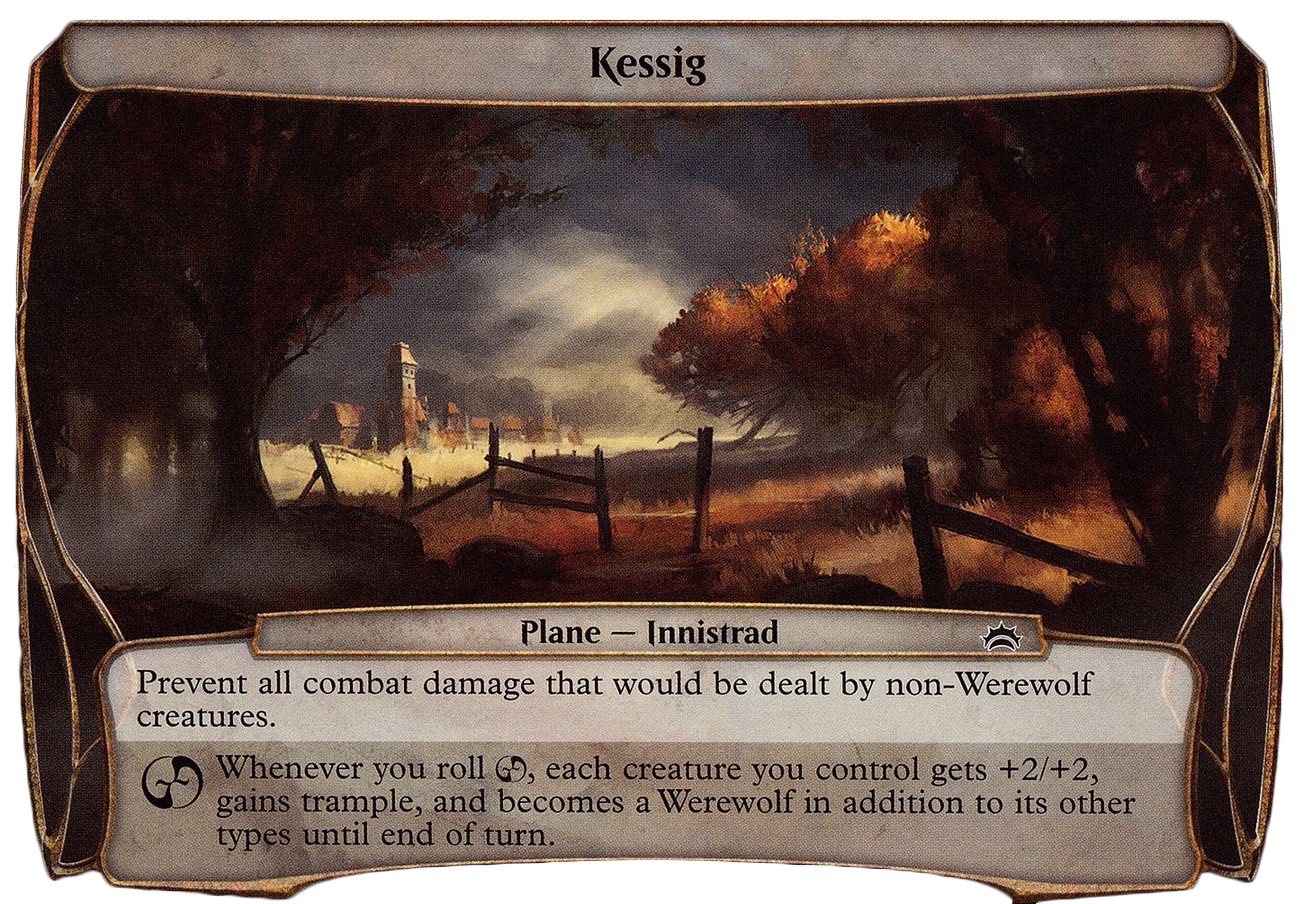 Kessig
Plane — Innistrad
Prevent all combat damage that would be dealt by non-Werewolf
creatures.
Whenever you roll , each creature you control gets +2/+2,
gains trample, and becomes a Werewolf in addition to its other
types until end of turn.